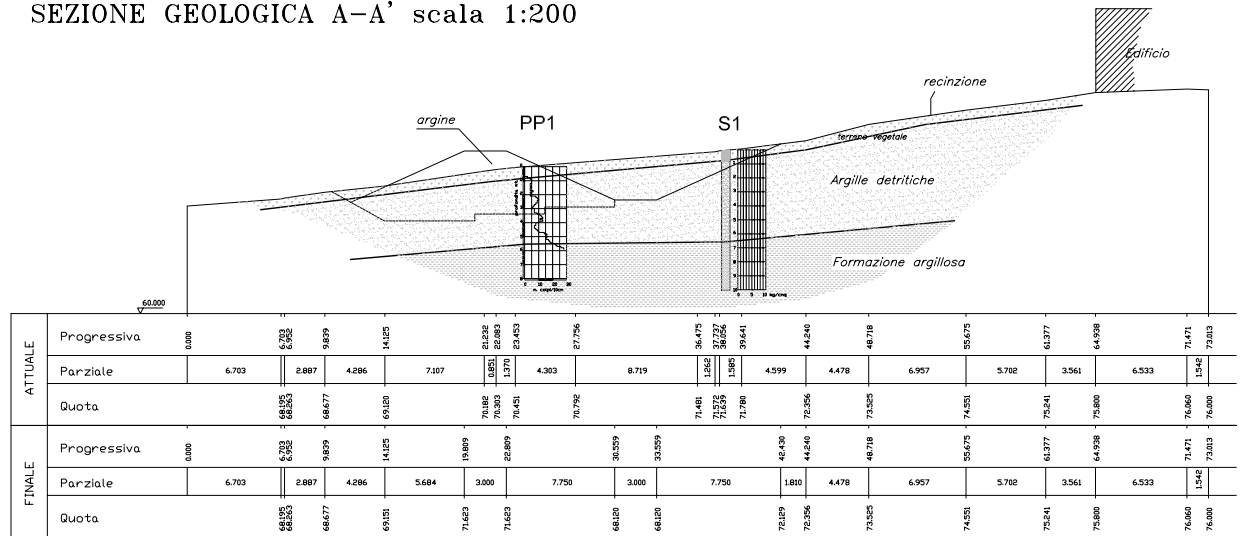 SEZIONE GEOLOGICA A-A' scala 1:200
Edificio
recinzione
argine
PP1
S1
terreno vegetale
Argille detritiche
Formazione argillosa
n. colpi/10cm
0 5 10 kg/cmq
60.000
ATTUALE
Progressiva 0.000 6.703 6.952 9.839 14.125 21.232 22.083 23.453 27.756 36.475 37.737 38.056 39.641 44.240 48.718 55.675 61.377 64.938 71.471 73.013
Parziale 6.703 2.887 4.286 7.107 0.851 1.370 4.303 8.719 1.262 1.585 4.599 4.478 6.957 5.702 3.561 6.533 1.542
Quota 68.195 68.263 68.677 69.120 70.182 70.303 70.451 70.792 71.481 71.572 71.639 71.780 72.356 73.525 74.551 75.241 75.800 76.060 76.000
FINALE
Progressiva 0.000 6.703 6.952 9.839 14.125 19.809 22.809 30.559 33.559 42.430 44.240 48.718 55.675 61.377 64.938 71.471 73.013
Parziale 6.703 2.887 4.286 5.684 3.000 7.750 3.000 7.750 1.810 4.478 6.957 5.702 3.561 6.533 1.542
Quota 68.195 68.263 68.677 69.151 71.623 71.623 68.120 68.120 72.129 72.356 73.525 74.551 75.241 75.800 76.060 76.000